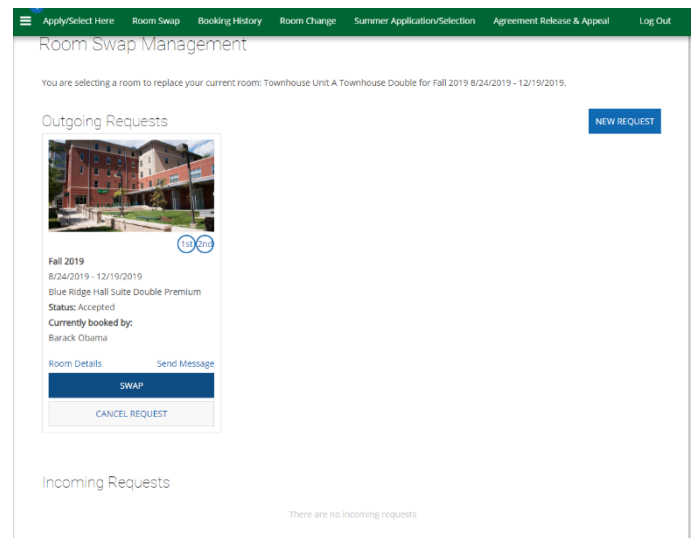 Apply/Select Here Room Swap Booking History Room Change Summer Application/Selection Agreement Release & Appeal Log Out
Room Swap Management
You are selecting a room to replace your current room: Townhouse Unit A Townhouse Double for Fall 2019 8/24/2019 - 12/19/2019.
Outgoing Requests
NEW REQUEST
1st 2nd
Fall 2019
8/24/2019 - 12/19/2019
Blue Ridge Hall Suite Double Premium
Status: Accepted
Currently booked by:
Barack Obama
Room Details Send Message
SWAP
CANCEL REQUEST
Incoming Requests
There are no incoming requests